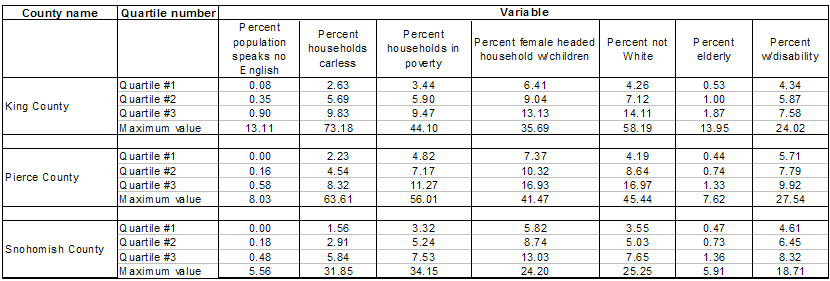 County name Quartile number Variable
Percent population speaks no English Percent households carless Percent households in poverty Percent female headed household w/children Percent not White Percent elderly Percent w/disability
King County
Quartile #1 0.08 2.63 3.44 6.41 4.26 0.53 4.34
Quartile #2 0.35 5.69 5.90 9.04 7.12 1.00 5.87
Quartile #3 0.90 9.83 9.47 13.13 14.11 1.87 7.58
Maximum value 13.11 73.18 44.10 35.69 58.19 13.95 24.02
Pierce County
Quartile #1 0.00 2.23 4.82 7.37 4.19 0.44 5.71
Quartile #2 0.16 4.54 7.17 10.32 8.64 0.74 7.79
Quartile #3 0.58 8.32 11.27 16.93 16.97 1.33 9.92
Maximum value 8.03 63.61 56.01 41.47 45.44 7.62 27.54
Snohomish County
Quartile #1 0.00 1.56 3.32 5.82 3.55 0.47 4.61
Quartile #2 0.18 2.91 5.24 8.74 5.03 0.73 6.45
Quartile #3 0.48 5.84 7.53 13.03 7.65 1.36 8.32
Maximum value 5.56 31.85 34.15 24.20 25.25 5.91 18.71